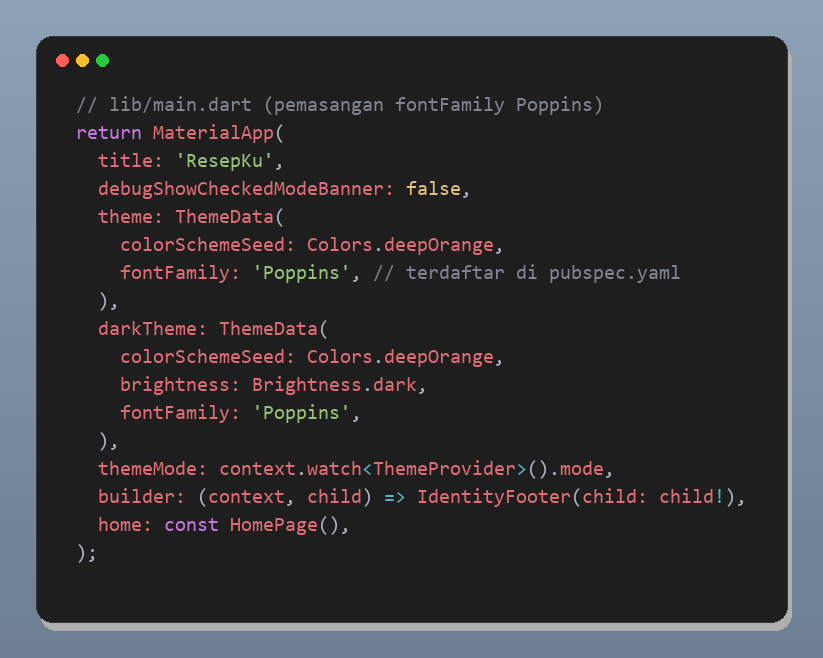 // lib/main.dart (pemasangan fontFamily Poppins)
return MaterialApp(
  title: 'ResepKu',
  debugShowCheckedModeBanner: false,
  theme: ThemeData(
    colorSchemeSeed: Colors.deepOrange,
    fontFamily: 'Poppins', // terdaftar di pubspec.yaml
  ),
  darkTheme: ThemeData(
    colorSchemeSeed: Colors.deepOrange,
    brightness: Brightness.dark,
    fontFamily: 'Poppins',
  ),
  themeMode: context.watch<ThemeProvider>().mode,
  builder: (context, child) => IdentityFooter(child: child!),
  home: const HomePage(),
);